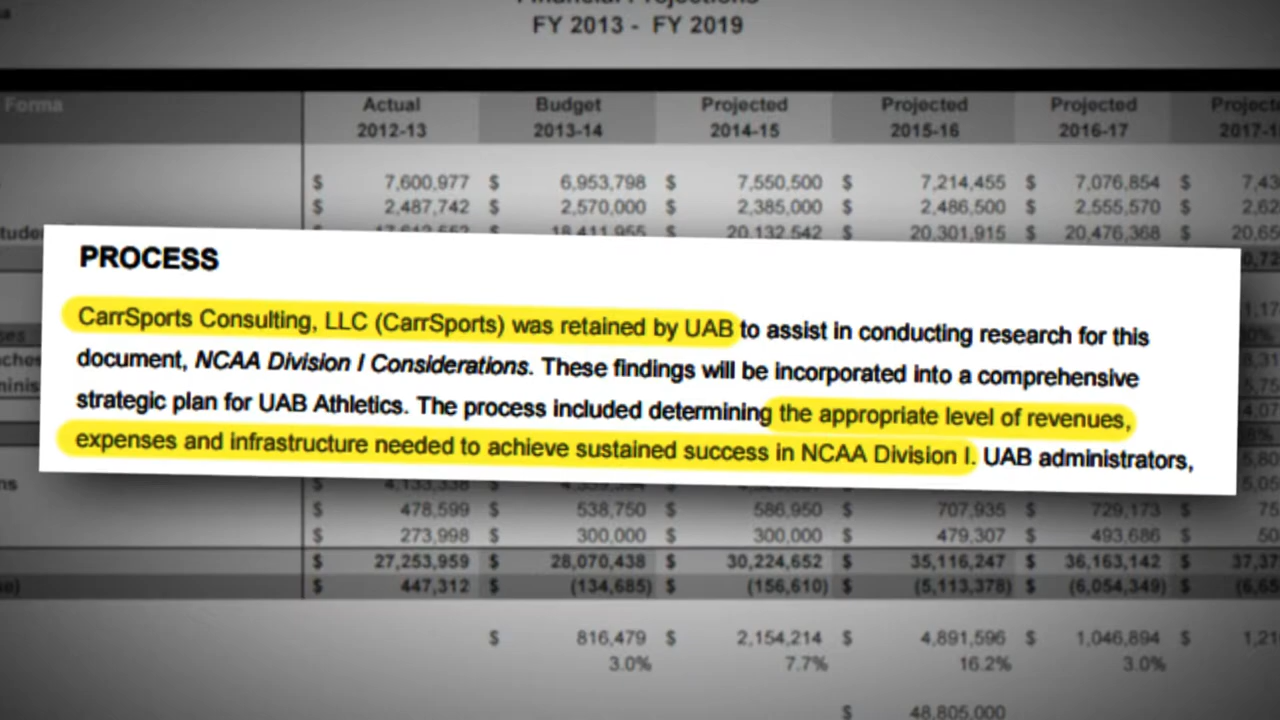 FY 2013 - FY 2019
Forma Actual Budget Projected Projected Projected
2012-13 2013-14 2014-15 2015-16 2016-17
$ 7,600,977 $ 6,953,798 $ 7,550,500 $ 7,214,455 $ 7,076,854 $
$ 2,487,742 $ 2,570,000 $ 2,385,000 $ 2,486,500 $ 2,555,570 $
20,132,542 $ 20,301,915 $ 20,476,368 $
PROCESS
CarrSports Consulting, LLC (CarrSports) was retained by UAB to assist in conducting research for this
document, NCAA Division I Considerations. These findings will be incorporated into a comprehensive
strategic plan for UAB Athletics. The process included determining the appropriate level of revenues,
expenses and infrastructure needed to achieve sustained success in NCAA Division I. UAB administrators,
$ 478,599 $ 538,750 $ 586,950 $ 707,935 $ 729,173 $
$ 273,998 $ 300,000 $ 300,000 $ 479,307 $ 493,686 $
$ 27,253,959 $ 28,070,438 $ 30,224,652 $ 35,116,247 $ 36,163,142 $
$ 447,312 $ (134,685) $ (156,610) $ (5,113,378) $ (6,054,349) $
$ 816,479 $ 2,154,214 $ 4,891,596 $ 1,046,894 $
3.0% 7.7% 16.2% 3.0%
$ 48,805,000